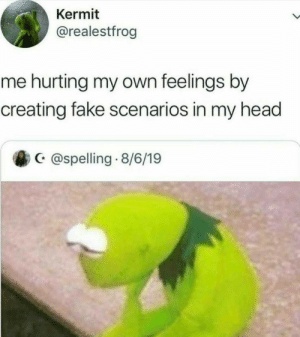 Kermit
@realestfrog
me hurting my own feelings by
creating fake scenarios in my head
☪ @spelling · 8/6/19